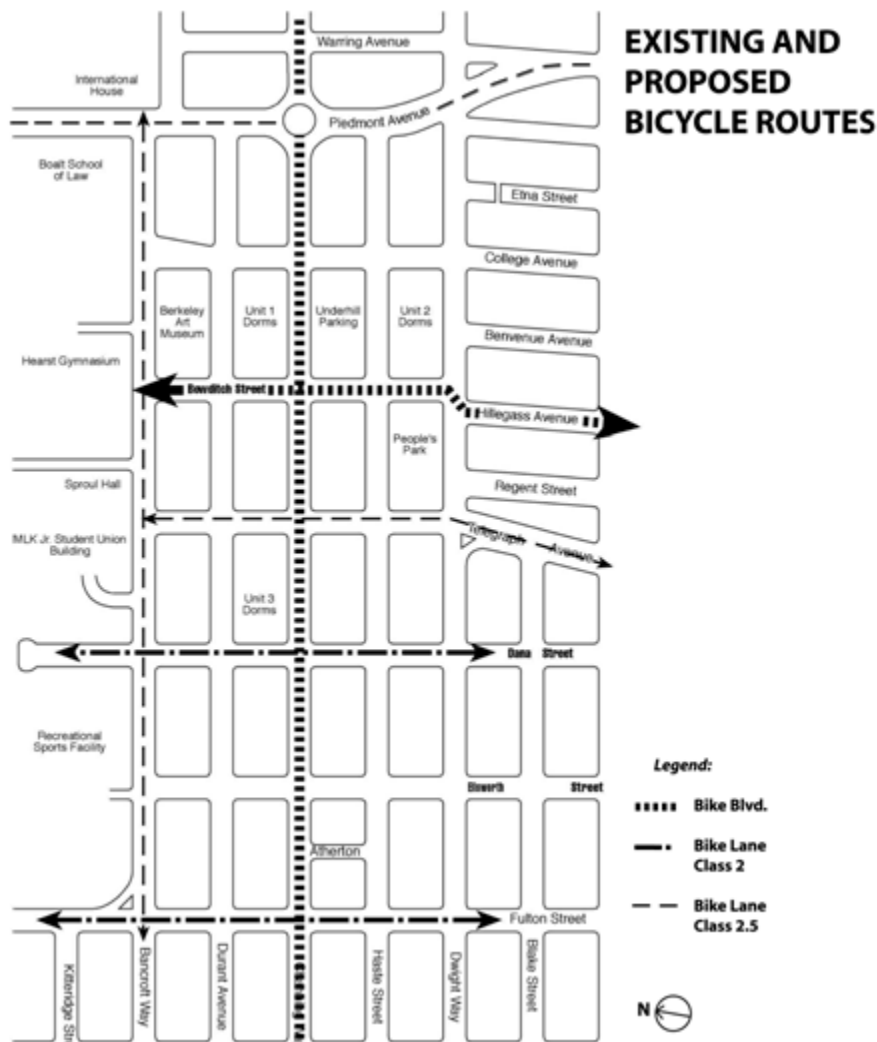 EXISTING AND
PROPOSED
BICYCLE ROUTES
Warring Avenue
International
House
Piedmont Avenue
Boalt School
of Law
Etna Street
College Avenue
Berkeley
Art
Museum
Unit 1
Dorms
Underhill
Parking
Unit 2
Dorms
Benvenue Avenue
Hearst Gymnasium
Bowditch Street
Hillegass Avenue
People's
Park
Sproul Hall
Regent Street
MLK Jr. Student Union
Building
Telegraph Avenue
Unit 3
Dorms
Dana Street
Recreational
Sports Facility
Elsworth Street
Atherton
Fulton Street
Kitteridge Str
Bancroft Way
Durant Avenue
Haste Street
Dwight Way
Blake Street
Legend:
Bike Blvd.
Bike Lane
Class 2
Bike Lane
Class 2.5
N